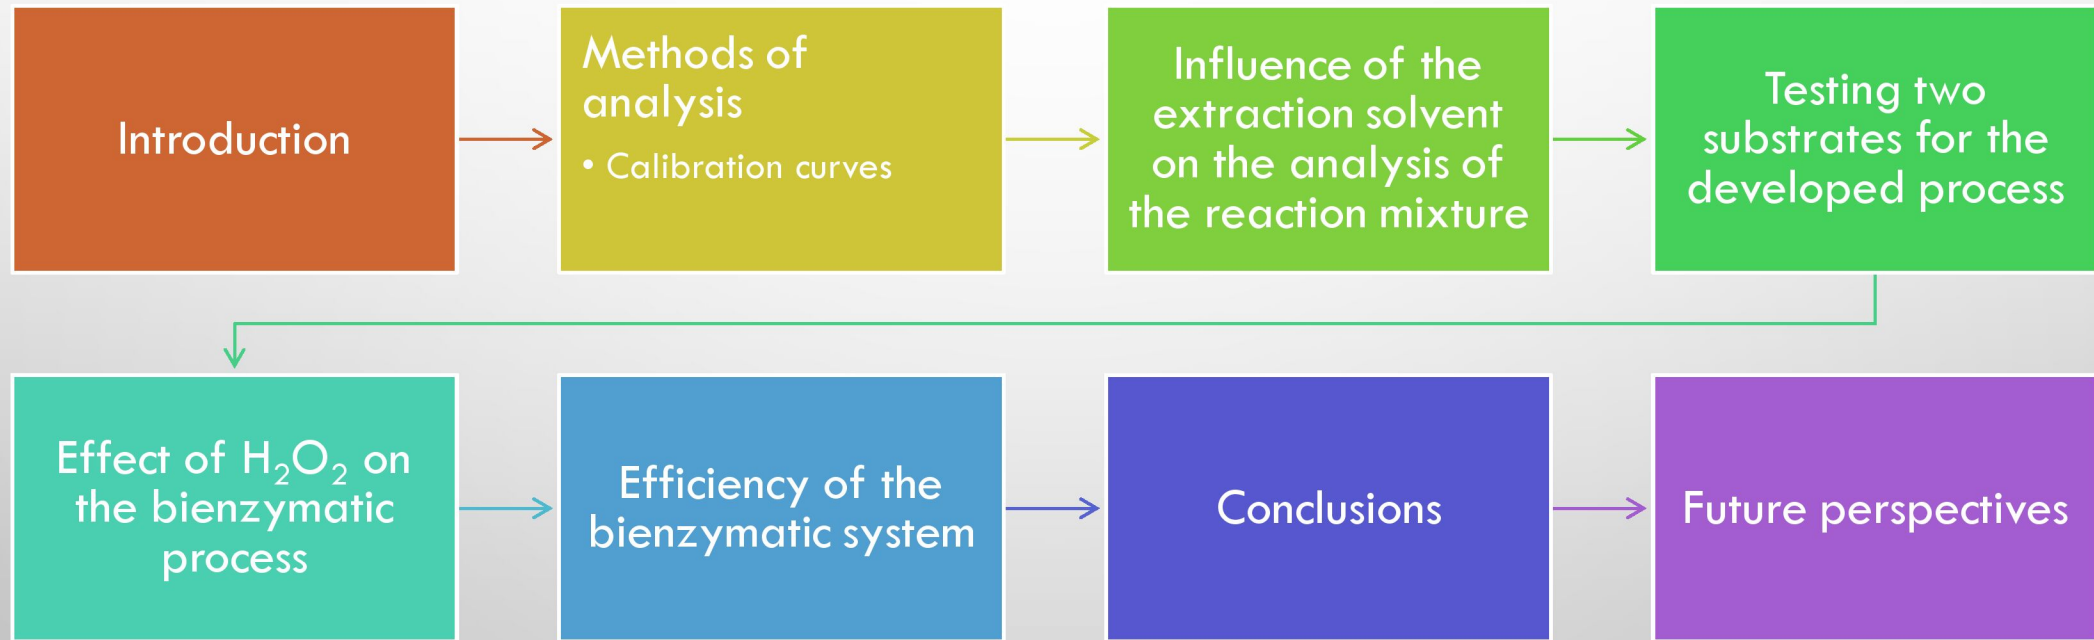 Introduction
Methods of
analysis
• Calibration curves
Influence of the
extraction solvent
on the analysis of
the reaction mixture
Testing two
substrates for the
developed process
Effect of H₂O₂ on
the bienzymatic
process
Efficiency of the
bienzymatic system
Conclusions
Future perspectives